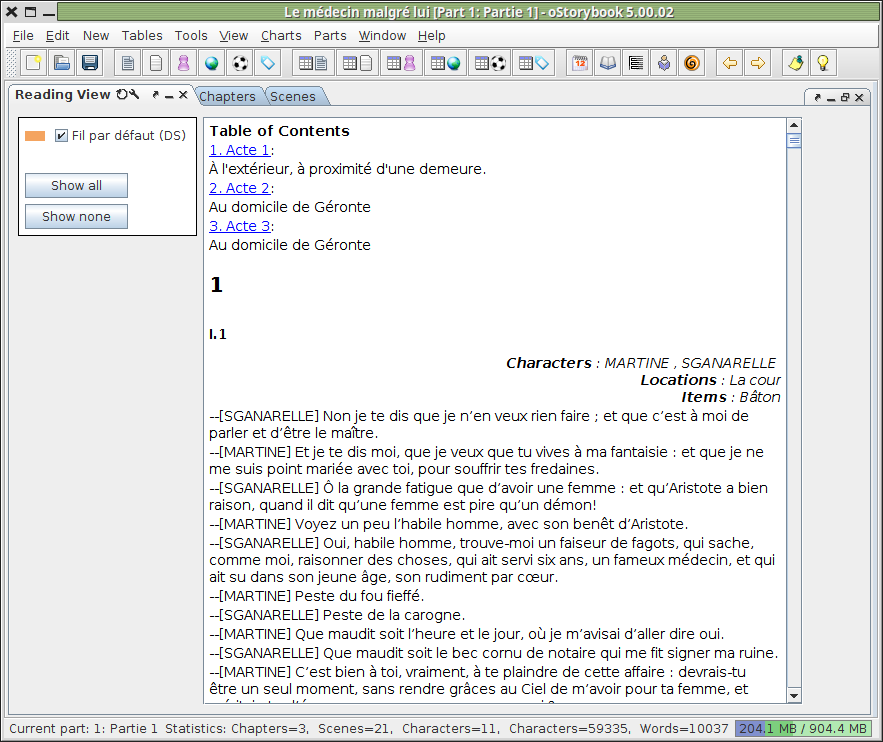 Le médecin malgré lui [Part 1: Partie 1] - oStorybook 5.00.02
File Edit New Tables Tools View Charts Parts Window Help
12
Reading View
Chapters
Scenes
Fil par défaut (DS)
Show all
Show none
Table of Contents
1. Acte 1:
À l'extérieur, à proximité d'une demeure.
2. Acte 2:
Au domicile de Géronte
3. Acte 3:
Au domicile de Géronte
1
I.1
Characters : MARTINE , SGANARELLE
Locations : La cour
Items : Bâton
--[SGANARELLE] Non je te dis que je n’en veux rien faire ; et que c’est à moi de
parler et d’être le maître.
--[MARTINE] Et je te dis moi, que je veux que tu vives à ma fantaisie : et que je ne
me suis point mariée avec toi, pour souffrir tes fredaines.
--[SGANARELLE] Ô la grande fatigue que d’avoir une femme : et qu’Aristote a bien
raison, quand il dit qu’une femme est pire qu’un démon!
--[MARTINE] Voyez un peu l’habile homme, avec son benêt d’Aristote.
--[SGANARELLE] Oui, habile homme, trouve-moi un faiseur de fagots, qui sache,
comme moi, raisonner des choses, qui ait servi six ans, un fameux médecin, et qui
ait su dans son jeune âge, son rudiment par cœur.
--[MARTINE] Peste du fou fieffé.
--[SGANARELLE] Peste de la carogne.
--[MARTINE] Que maudit soit l’heure et le jour, où je m’avisai d’aller dire oui.
--[SGANARELLE] Que maudit soit le bec cornu de notaire qui me fit signer ma ruine.
--[MARTINE] C’est bien à toi, vraiment, à te plaindre de cette affaire : devrais-tu
être un seul moment, sans rendre grâces au Ciel de m’avoir pour ta femme, et
Current part: 1: Partie 1 Statistics: Chapters=3, Scenes=21, Characters=11, Characters=59335, Words=10037
204.1 MB / 904.4 MB